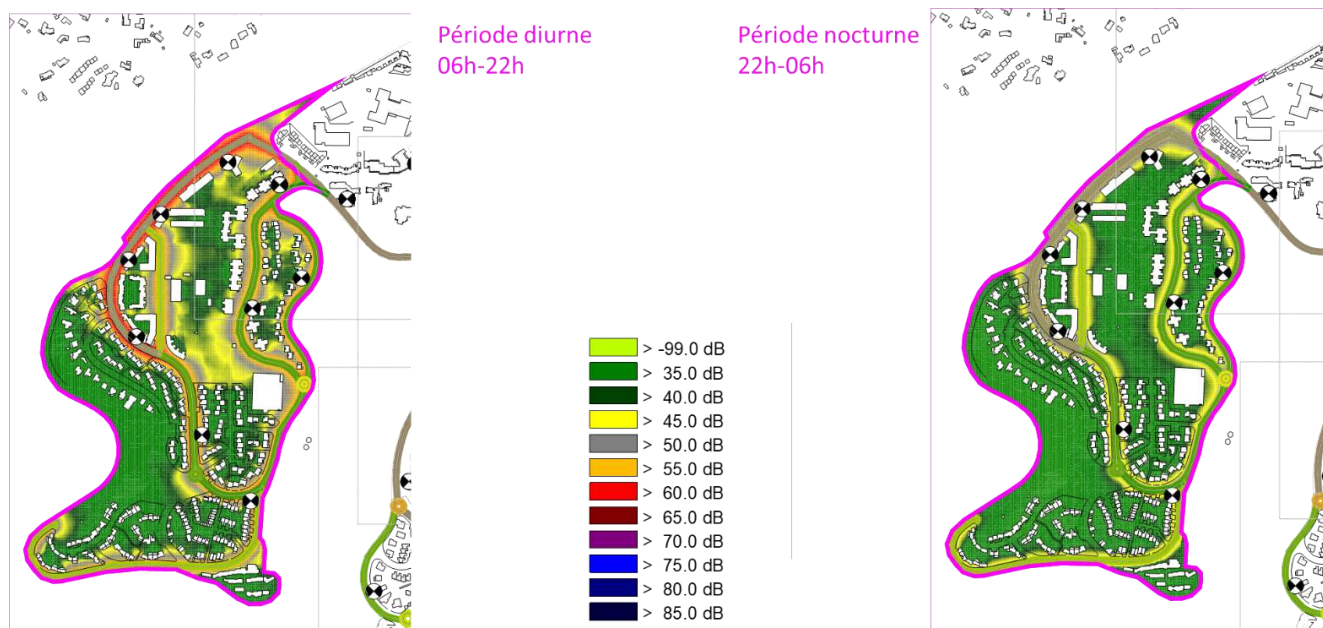 Période diurne
06h-22h
Période nocturne
22h-06h
> -99.0 dB
> 35.0 dB
> 40.0 dB
> 45.0 dB
> 50.0 dB
> 55.0 dB
> 60.0 dB
> 65.0 dB
> 70.0 dB
> 75.0 dB
> 80.0 dB
> 85.0 dB